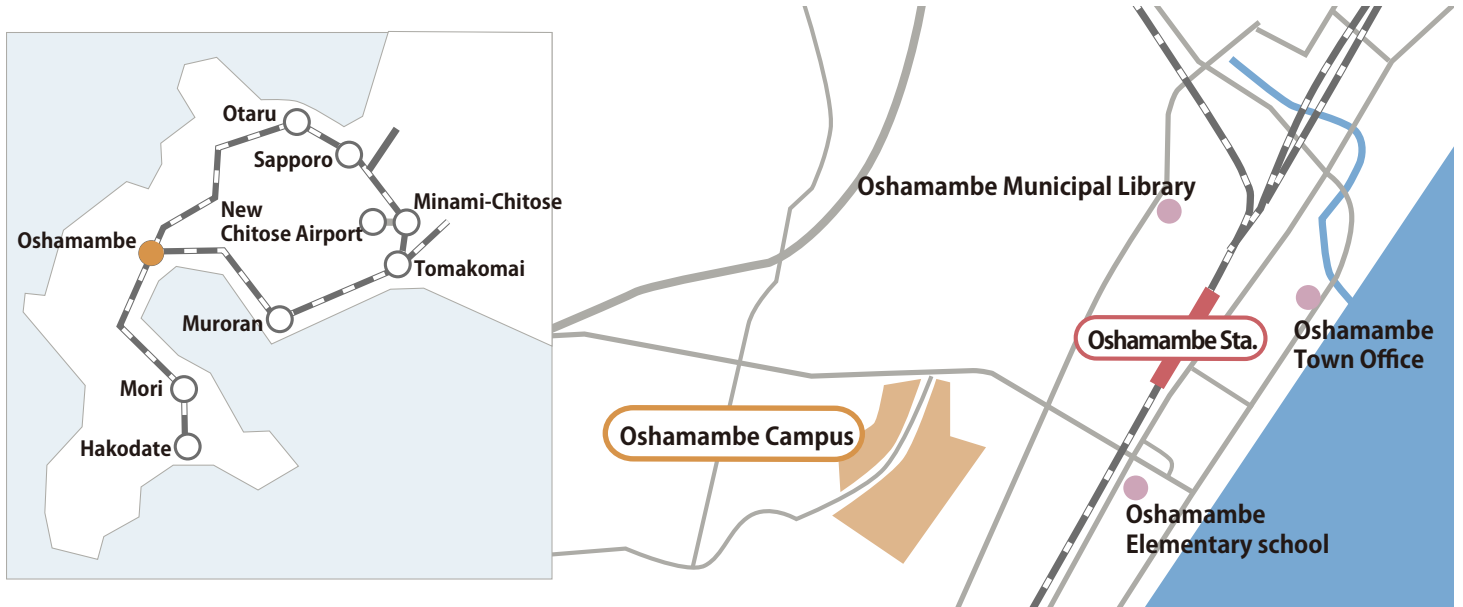 Otaru
Sapporo
Minami-Chitose
New
Chitose Airport
Oshamambe
Tomakomai
Muroran
Mori
Hakodate
Oshamambe Municipal Library
Oshamambe Sta.
Oshamambe
Town Office
Oshamambe Campus
Oshamambe
Elementary school